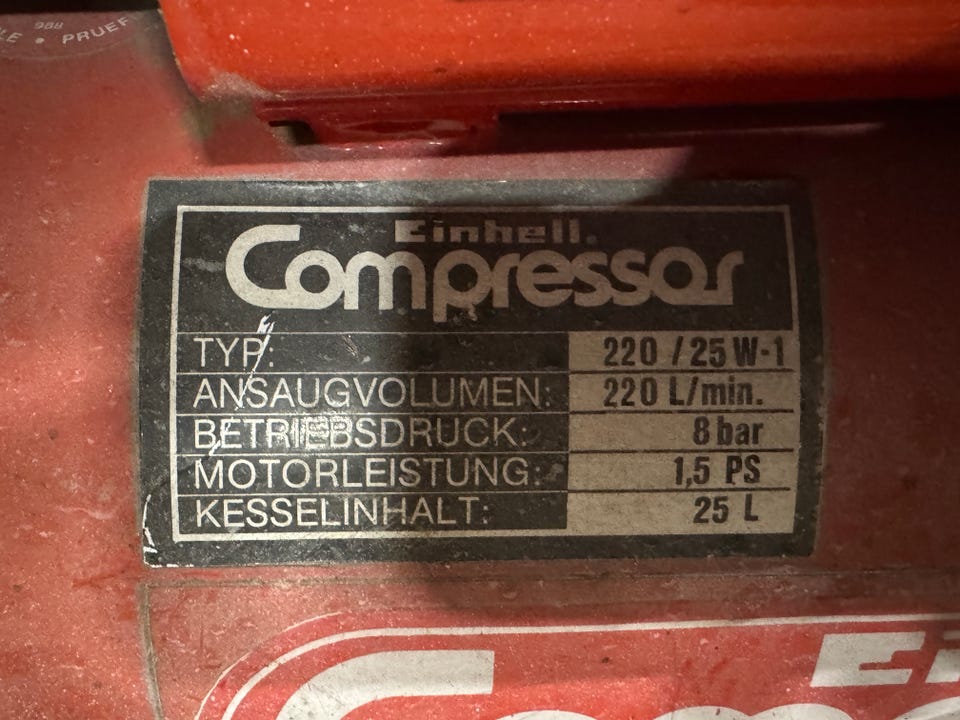 988
PRUEF
Einhell
Compressor
TYP: 220 / 25 W-1
ANSAUGVOLUMEN: 220 L/min.
BETRIEBSDRUCK: 8 bar
MOTORLEISTUNG: 1,5 PS
KESSELINHALT: 25 L